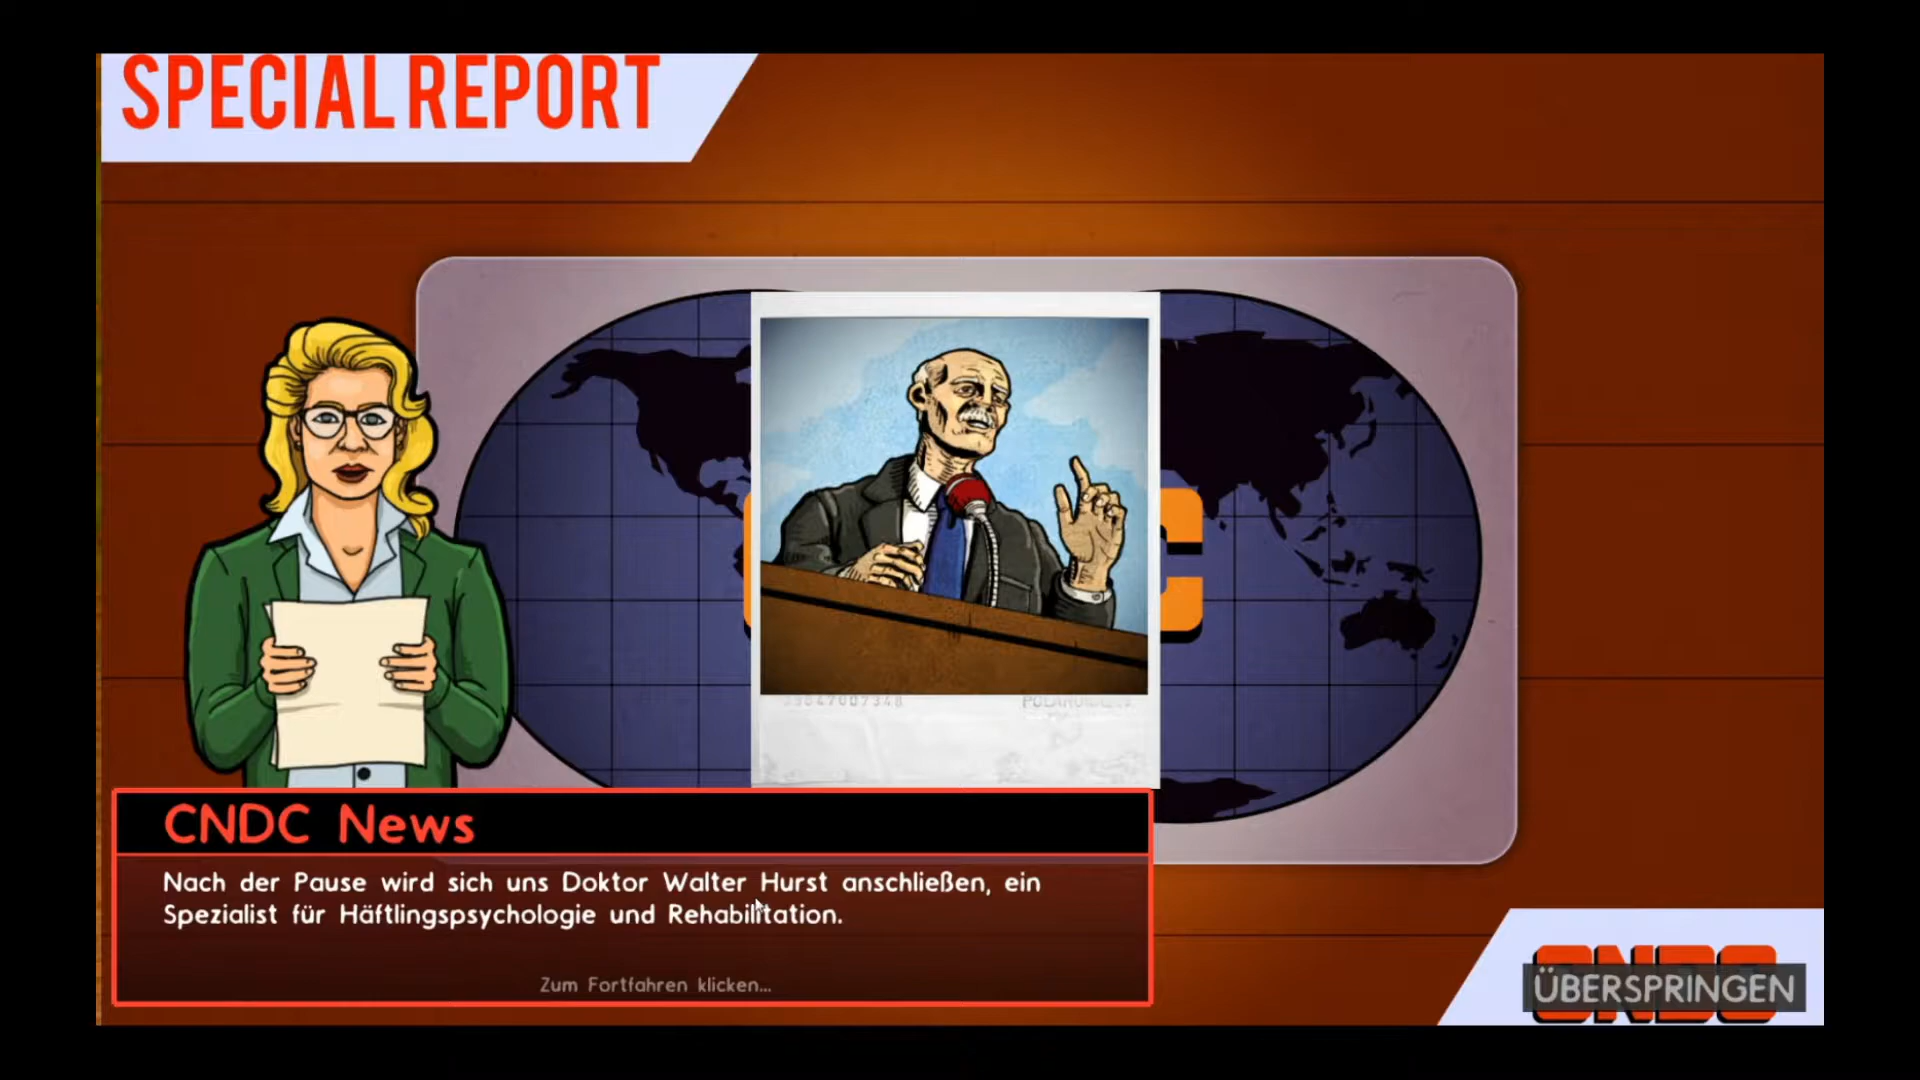 SPECIAL REPORT
C
CNDC News
Nach der Pause wird sich uns Doktor Walter Hurst anschließen, ein
Spezialist für Häftlingspsychologie und Rehabilitation.
Zum Fortfahren klicken...
CNDC
ÜBERSPRINGEN